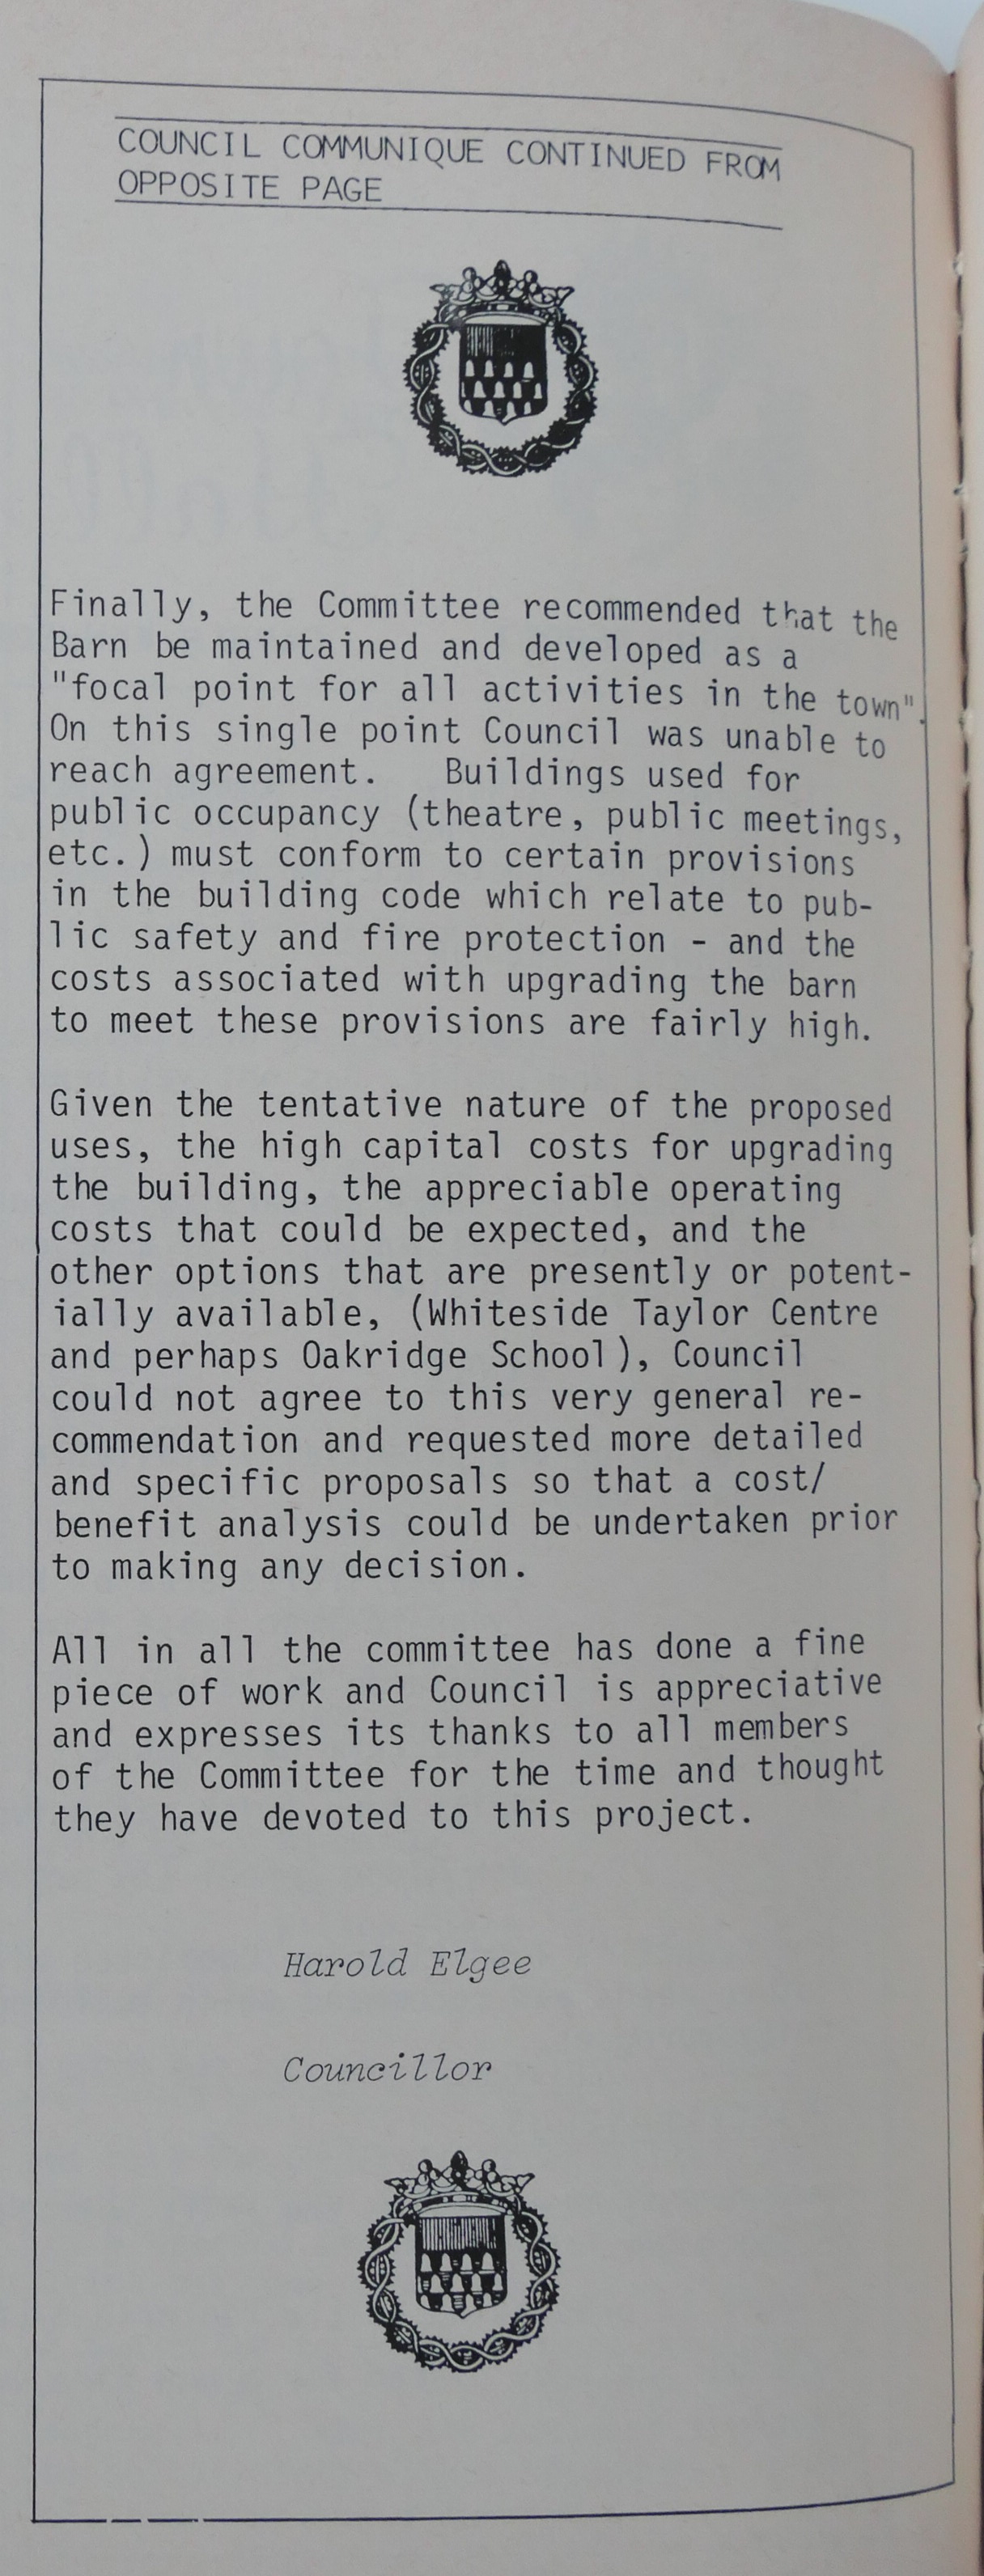 COUNCIL COMMUNIQUE CONTINUED FROM
OPPOSITE PAGE
Finally, the Committee recommended that the
Barn be maintained and developed as a
"focal point for all activities in the town".
On this single point Council was unable to
reach agreement. Buildings used for
public occupancy (theatre, public meetings,
etc.) must conform to certain provisions
in the building code which relate to pub-
lic safety and fire protection - and the
costs associated with upgrading the barn
to meet these provisions are fairly high.
Given the tentative nature of the proposed
uses, the high capital costs for upgrading
the building, the appreciable operating
costs that could be expected, and the
other options that are presently or potent-
ially available, (Whiteside Taylor Centre
and perhaps Oakridge School), Council
could not agree to this very general re-
commendation and requested more detailed
and specific proposals so that a cost/
benefit analysis could be undertaken prior
to making any decision.
All in all the committee has done a fine
piece of work and Council is appreciative
and expresses its thanks to all members
of the Committee for the time and thought
they have devoted to this project.
Harold Elgee
Councillor